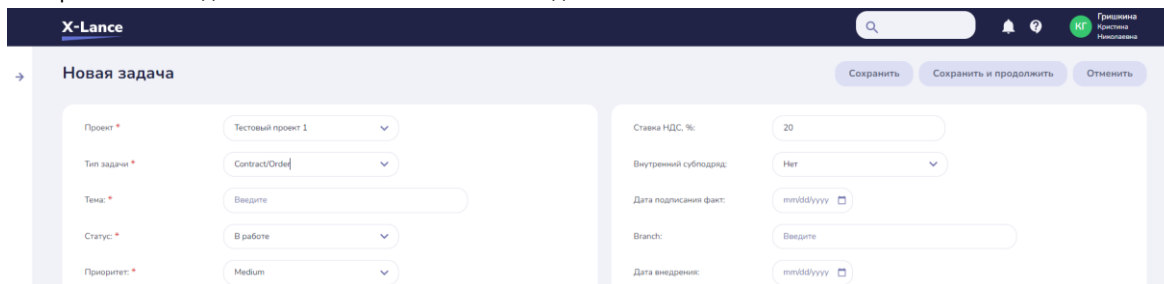 X-Lance
КГ
Гришкина
Кристина
Николаевна
Новая задача
Сохранить
Сохранить и продолжить
Отменить
Проект *
Тестовый проект 1
Ставка НДС, %:
20
Тип задачи *
Contract/Order
Внутренний субподряд:
Нет
Тема: *
Введите
Дата подписания факт:
mm/dd/yyyy
Статус: *
В работе
Branch:
Введите
Приоритет: *
Medium
Дата внедрения:
mm/dd/yyyy